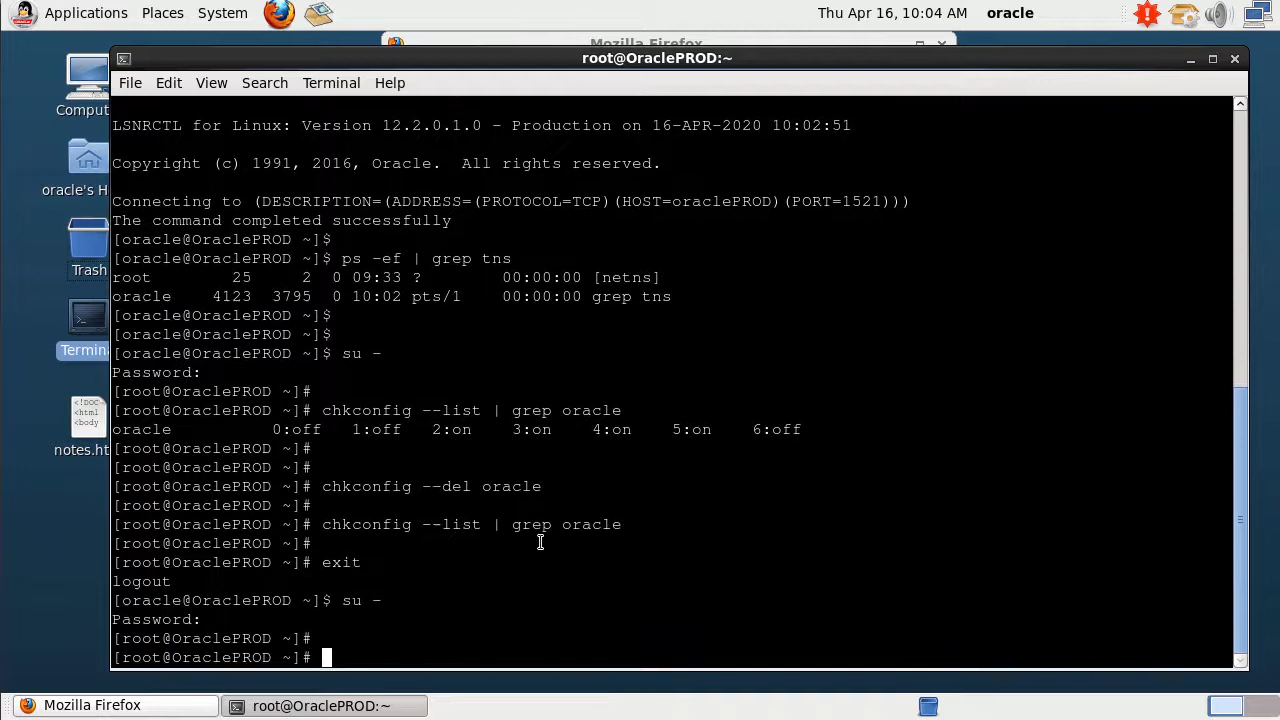 Applications Places System
Thu Apr 16, 10:04 AM oracle
Mozilla Firefox
root@OraclePROD:~
File Edit View Search Terminal Help
Comput
oracle's H
Trash
Termin
<!DOC
<html
<body
notes.ht
LSNRCTL for Linux: Version 12.2.0.1.0 - Production on 16-APR-2020 10:02:51
Copyright (c) 1991, 2016, Oracle.  All rights reserved.
Connecting to (DESCRIPTION=(ADDRESS=(PROTOCOL=TCP)(HOST=oraclePROD)(PORT=1521)))
The command completed successfully
[oracle@OraclePROD ~]$
[oracle@OraclePROD ~]$ ps -ef | grep tns
root        25     2  0 09:33 ?        00:00:00 [netns]
oracle    4123  3795  0 10:02 pts/1    00:00:00 grep tns
[oracle@OraclePROD ~]$
[oracle@OraclePROD ~]$
[oracle@OraclePROD ~]$ su -
Password:
[root@OraclePROD ~]#
[root@OraclePROD ~]# chkconfig --list | grep oracle
oracle          0:off   1:off   2:on    3:on    4:on    5:on    6:off
[root@OraclePROD ~]#
[root@OraclePROD ~]#
[root@OraclePROD ~]# chkconfig --del oracle
[root@OraclePROD ~]#
[root@OraclePROD ~]# chkconfig --list | grep oracle
[root@OraclePROD ~]#
[root@OraclePROD ~]# exit
logout
[oracle@OraclePROD ~]$ su -
Password:
[root@OraclePROD ~]#
[root@OraclePROD ~]#
Mozilla Firefox
root@OraclePROD:~